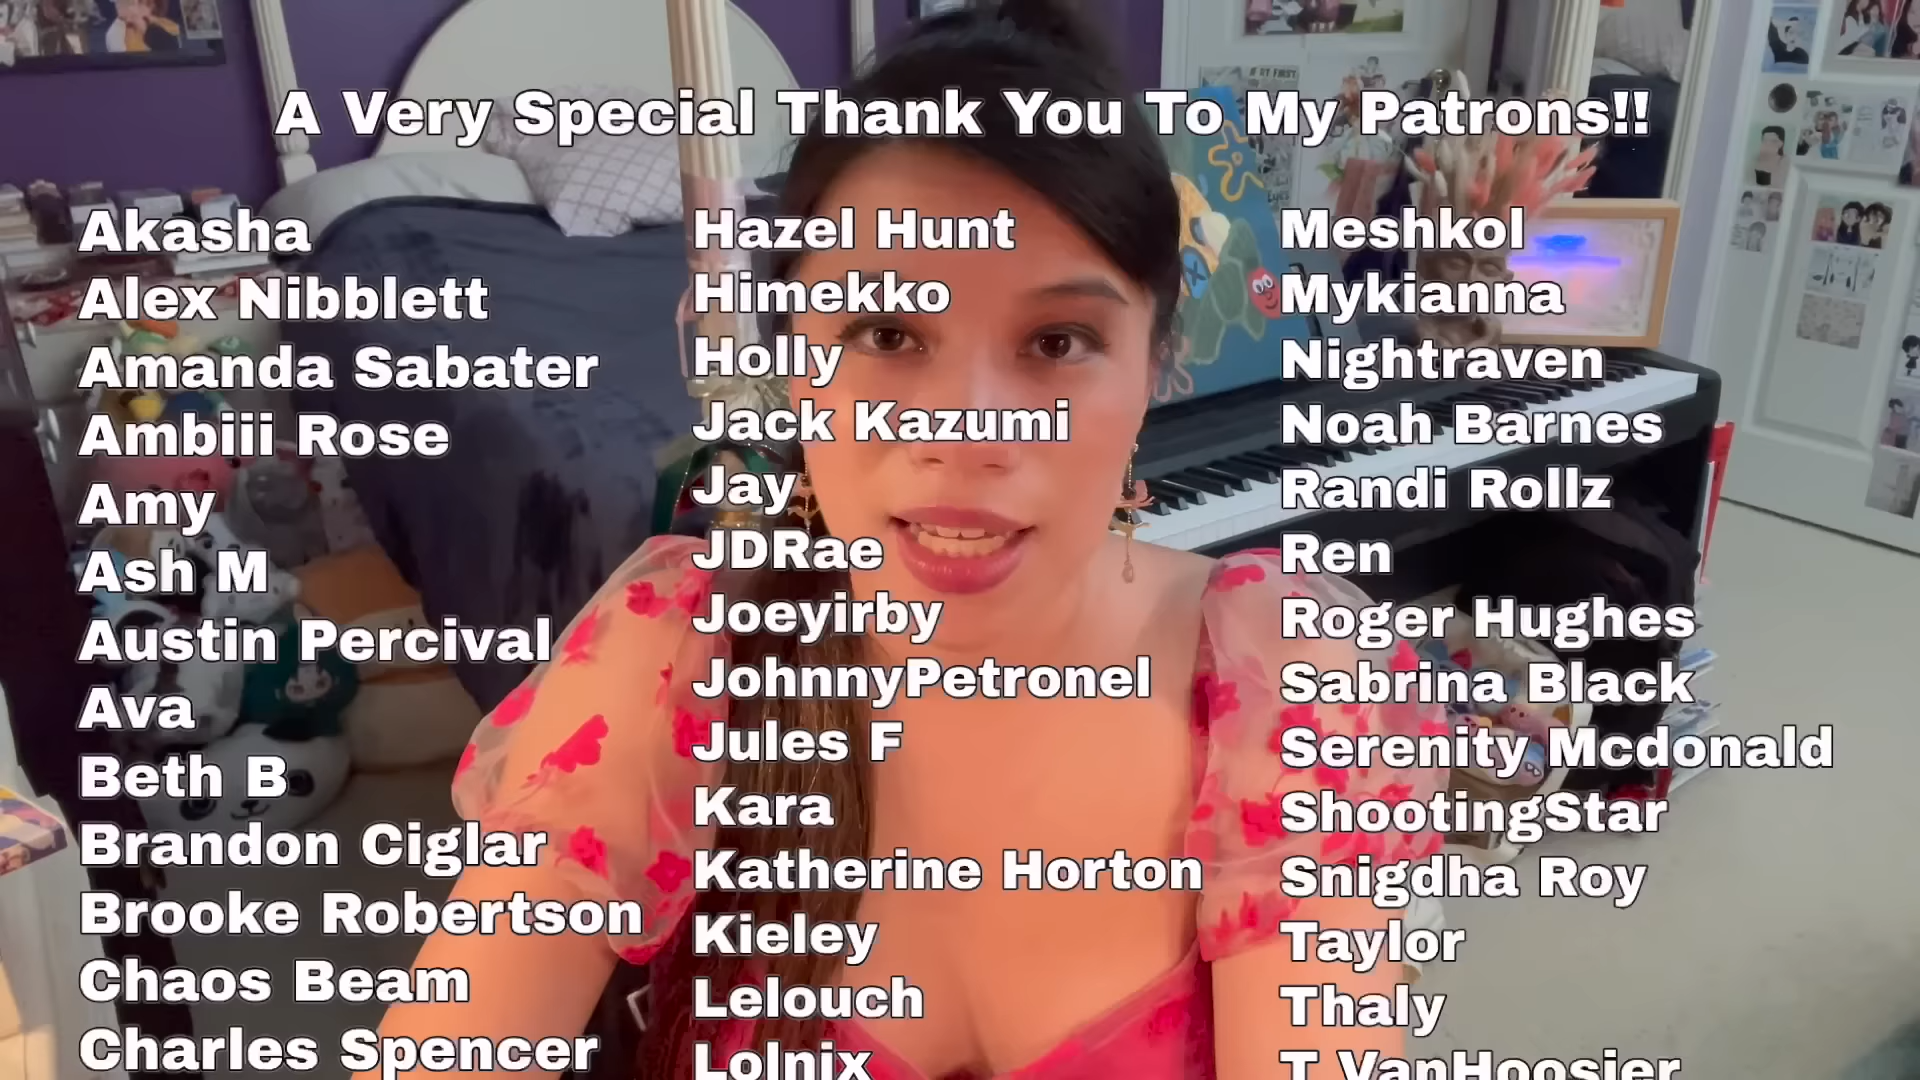 A Very Special Thank You To My Patrons!!
Akasha
Alex Nibblett
Amanda Sabater
Ambiii Rose
Amy
Ash M
Austin Percival
Ava
Beth B
Brandon Ciglar
Brooke Robertson
Chaos Beam
Charles Spencer
Hazel Hunt
Himekko
Holly
Jack Kazumi
Jay
JDRae
Joeyirby
JohnnyPetronel
Jules F
Kara
Katherine Horton
Kieley
Lelouch
Lolnix
Meshkol
Mykianna
Nightraven
Noah Barnes
Randi Rollz
Ren
Roger Hughes
Sabrina Black
Serenity Mcdonald
ShootingStar
Snigdha Roy
Taylor
Thaly
T VanHoosier